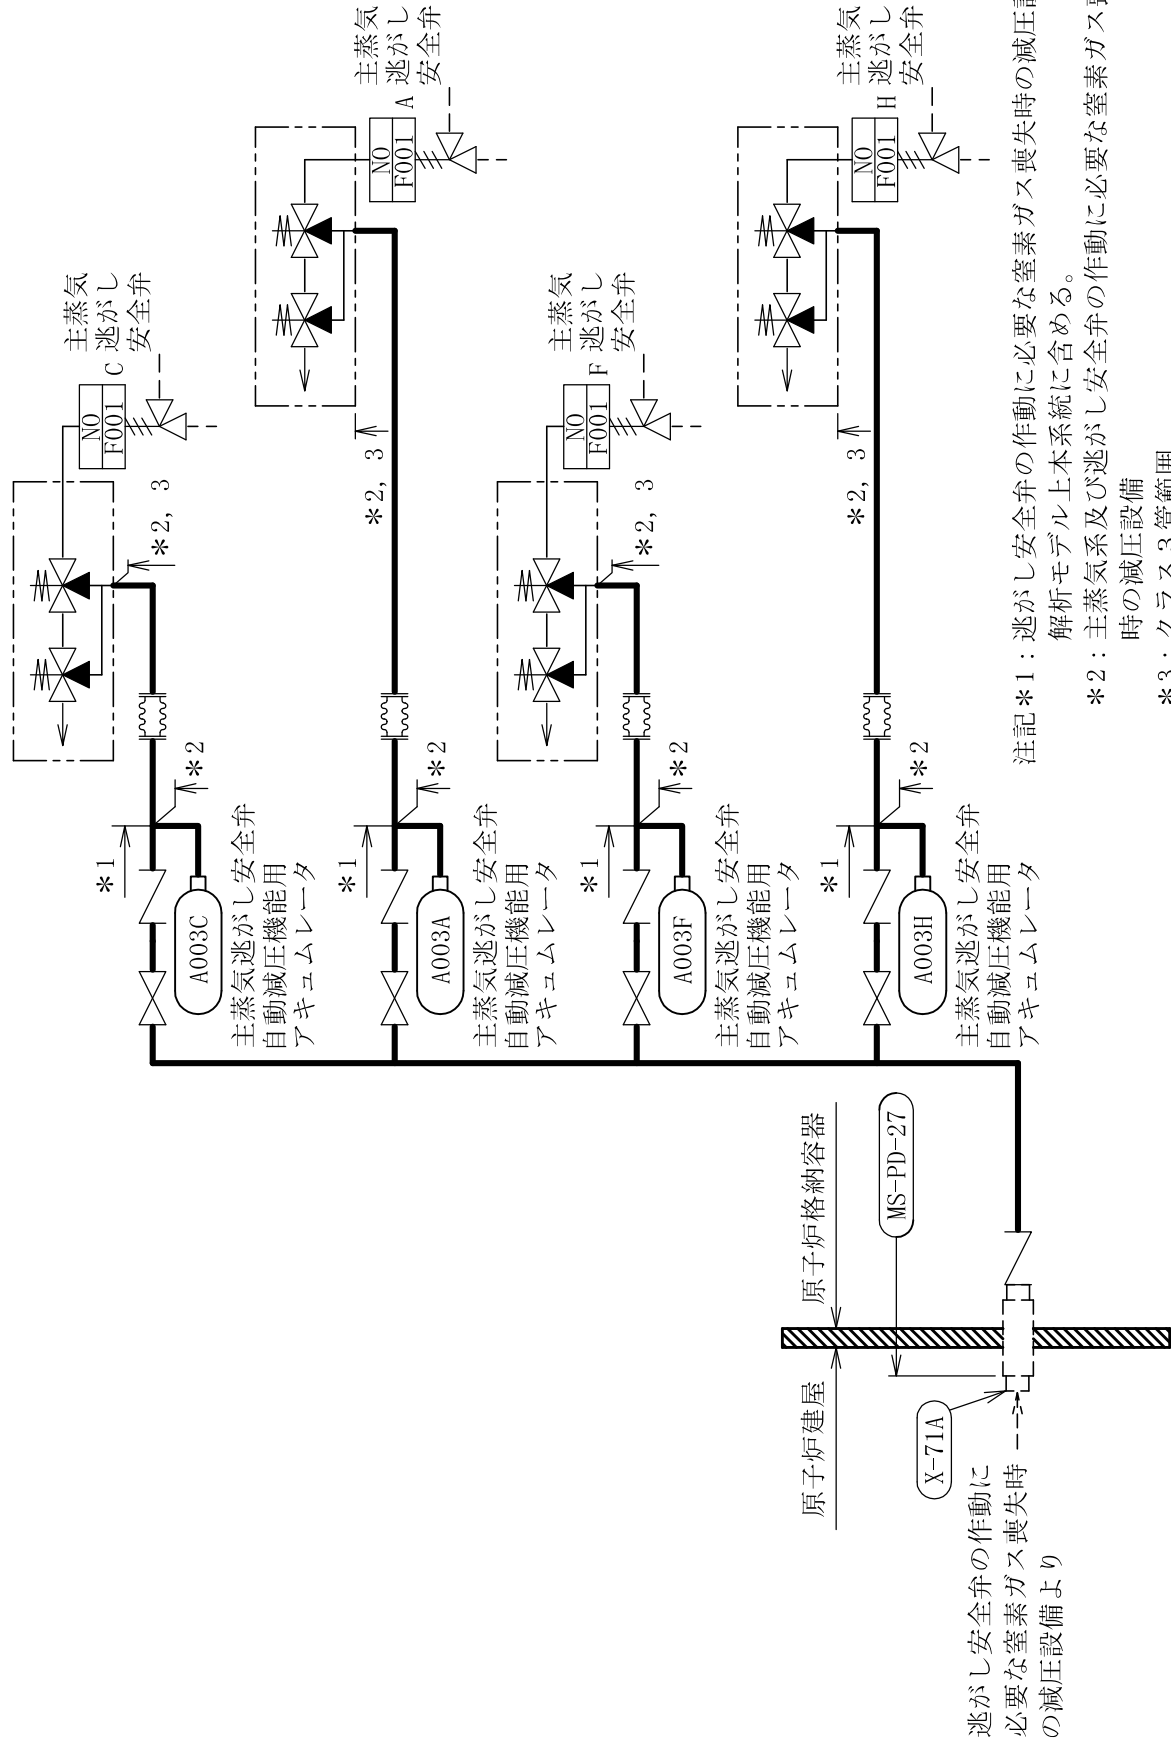 主蒸気
逃がし
安全弁
NO
F001
C
*2, 3
*2
*1
A003C
主蒸気逃がし安全弁
自動減圧機能用
アキュムレータ
主蒸気
逃がし
安全弁
NO
F001
A
*2, 3
*2
*1
A003A
主蒸気逃がし安全弁
自動減圧機能用
アキュムレータ
主蒸気
逃がし
安全弁
NO
F001
F
*2, 3
*2
*1
A003F
主蒸気逃がし安全弁
自動減圧機能用
アキュムレータ
主蒸気
逃がし
安全弁
NO
F001
H
*2, 3
*2
*1
A003H
主蒸気逃がし安全弁
自動減圧機能用
アキュムレータ
原子炉格納容器
原子炉建屋
MS-PD-27
X-71A
逃がし安全弁の作動に
必要な窒素ガス喪失時
の減圧設備より
注記*1:逃がし安全弁の作動に必要な窒素ガス喪失時の減圧
解析モデル上本系統に含める。
*2:主蒸気系及び逃がし安全弁の作動に必要な窒素ガス
時の減圧設備
*3:クラス3管範囲